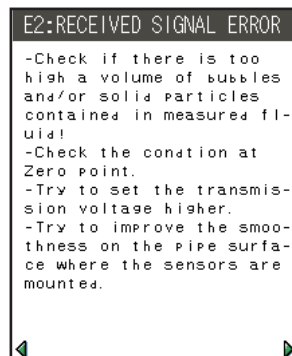 E2:RECEIVED SIGNAL ERROR
-Check if there is too
high a volume of bubbles
and/or solid particles
contained in measured fl-
uid!
-Check the condtion at
Zero point.
-Try to set the transmis-
sion voltage higher.
-Try to improve the smoo-
thness on the pipe surfa-
ce where the sensors are
mounted.